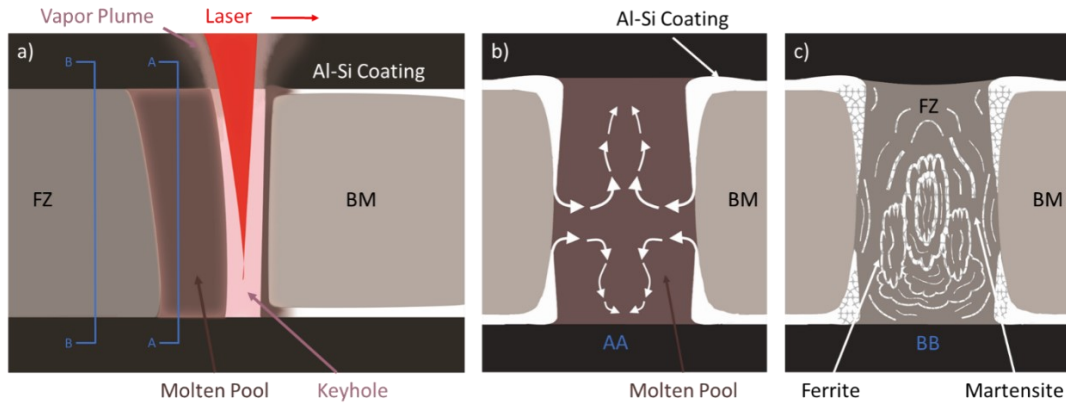 Vapor Plume
Laser
a)
B
A
Al-Si Coating
FZ
BM
B
A
Molten Pool
Keyhole
Al-Si Coating
b)
BM
AA
Molten Pool
c)
FZ
BM
BB
Ferrite
Martensite